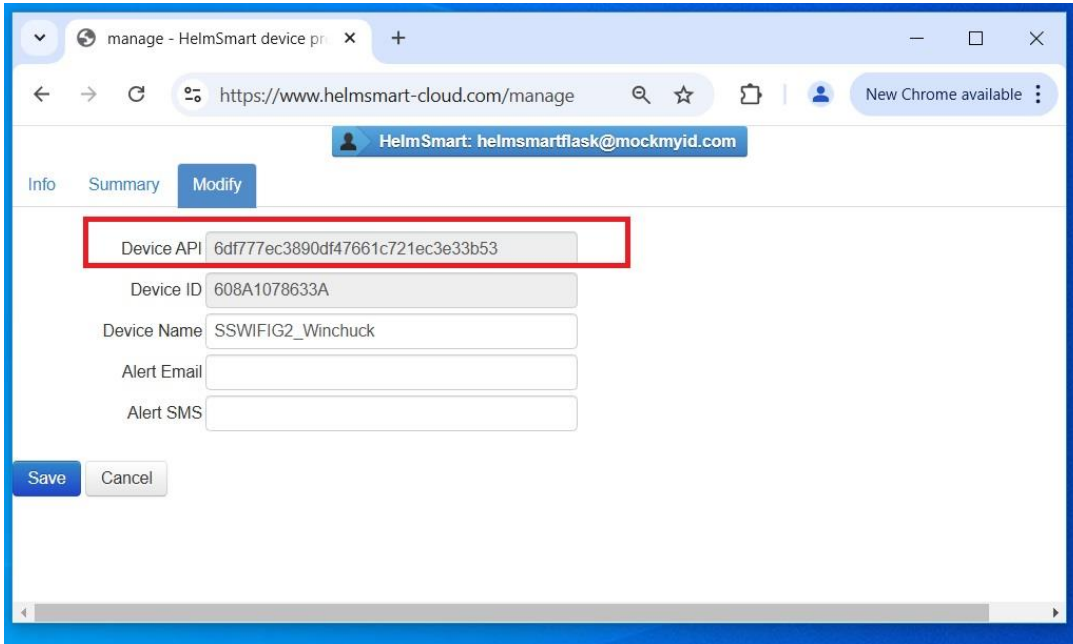 manage - HelmSmart device pr
https://www.helmsmart-cloud.com/manage
New Chrome available
HelmSmart: helmsmartflask@mockmyid.com
Info Summary Modify
Device API 6df777ec3890df47661c721ec3e33b53
Device ID 608A1078633A
Device Name SSWIFIG2_Winchuck
Alert Email
Alert SMS
Save Cancel